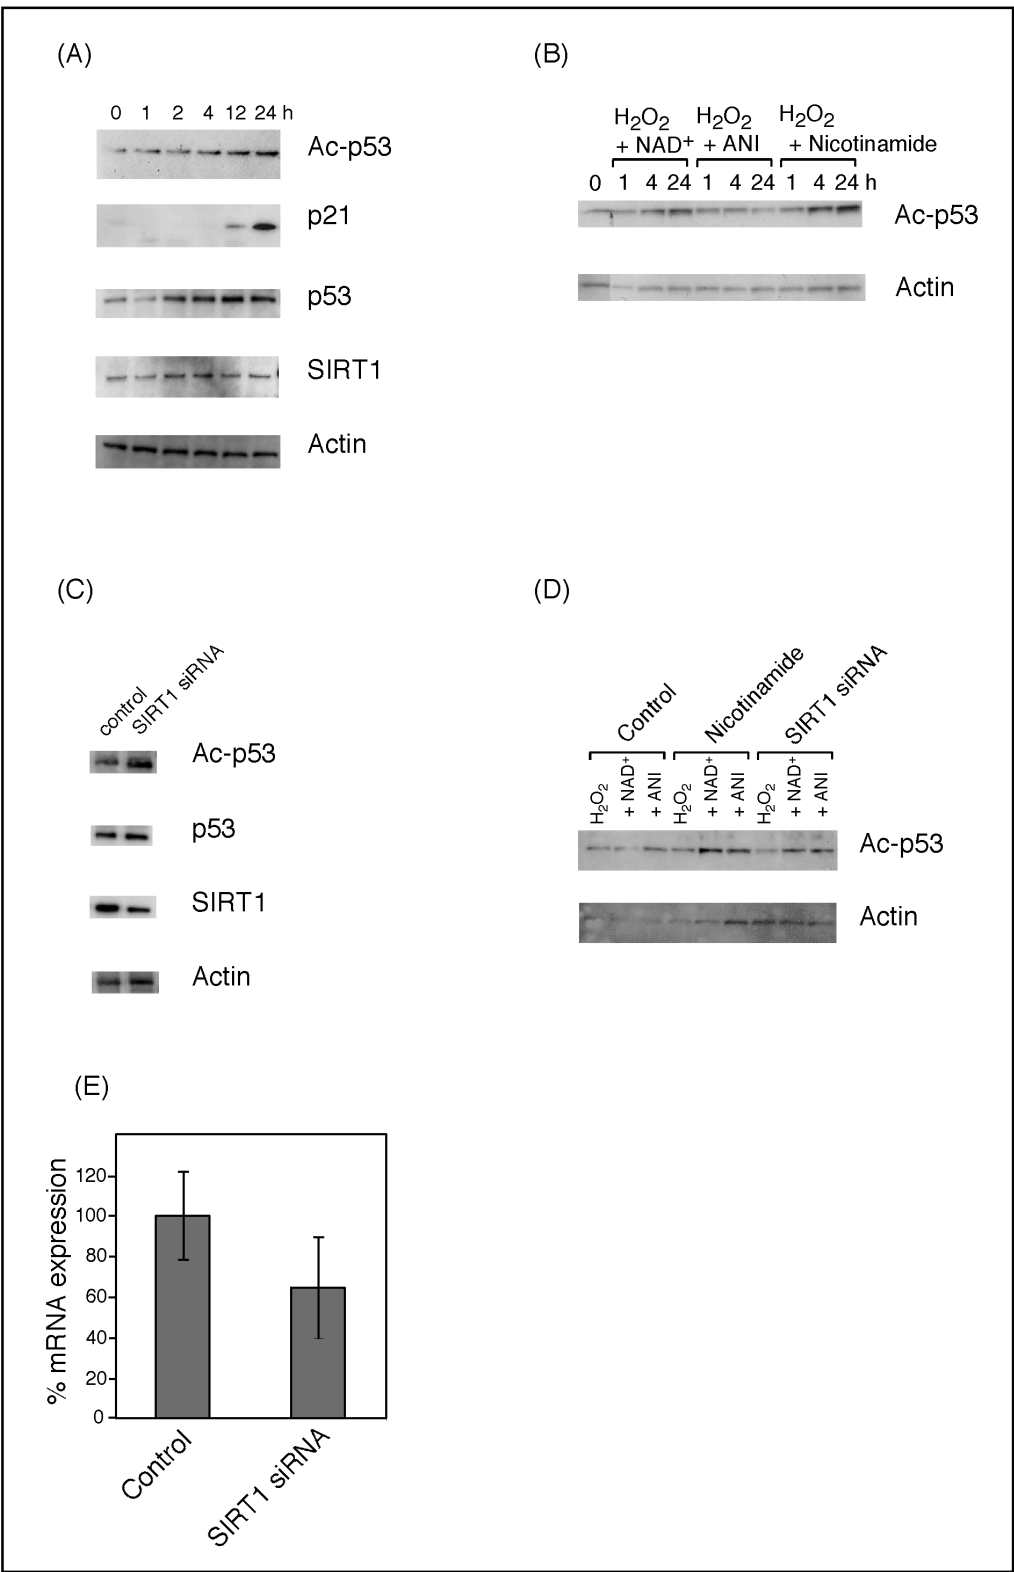 (A)
0 1 2 4 12 24 h
Ac-p53
p21
p53
SIRT1
Actin
(B)
H2O2 H2O2 H2O2
+ NAD+ + ANI + Nicotinamide
0 1 4 24 1 4 24 1 4 24 h
Ac-p53
Actin
(C)
control
SIRT1 siRNA
Ac-p53
p53
SIRT1
Actin
(D)
Control
Nicotinamide
SIRT1 siRNA
H2O2
+ NAD+
+ ANI
H2O2
+ NAD+
+ ANI
H2O2
+ NAD+
+ ANI
Ac-p53
Actin
(E)
% mRNA expression
120
100
80
60
40
20
0
Control
SIRT1 siRNA